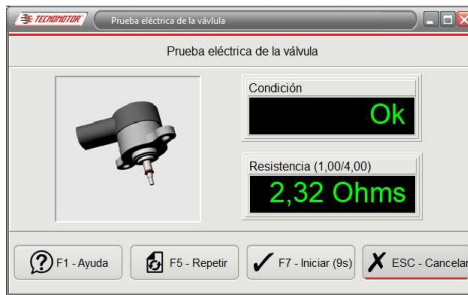 TECNOMOTOR
Prueba eléctrica de la vávlula
Prueba eléctrica de la válvula
Condición
Ok
Resistencia (1,00/4,00)
2,32 Ohms
F1 - Ayuda
F5 - Repetir
F7 - Iniciar (9s)
ESC - Cancelar